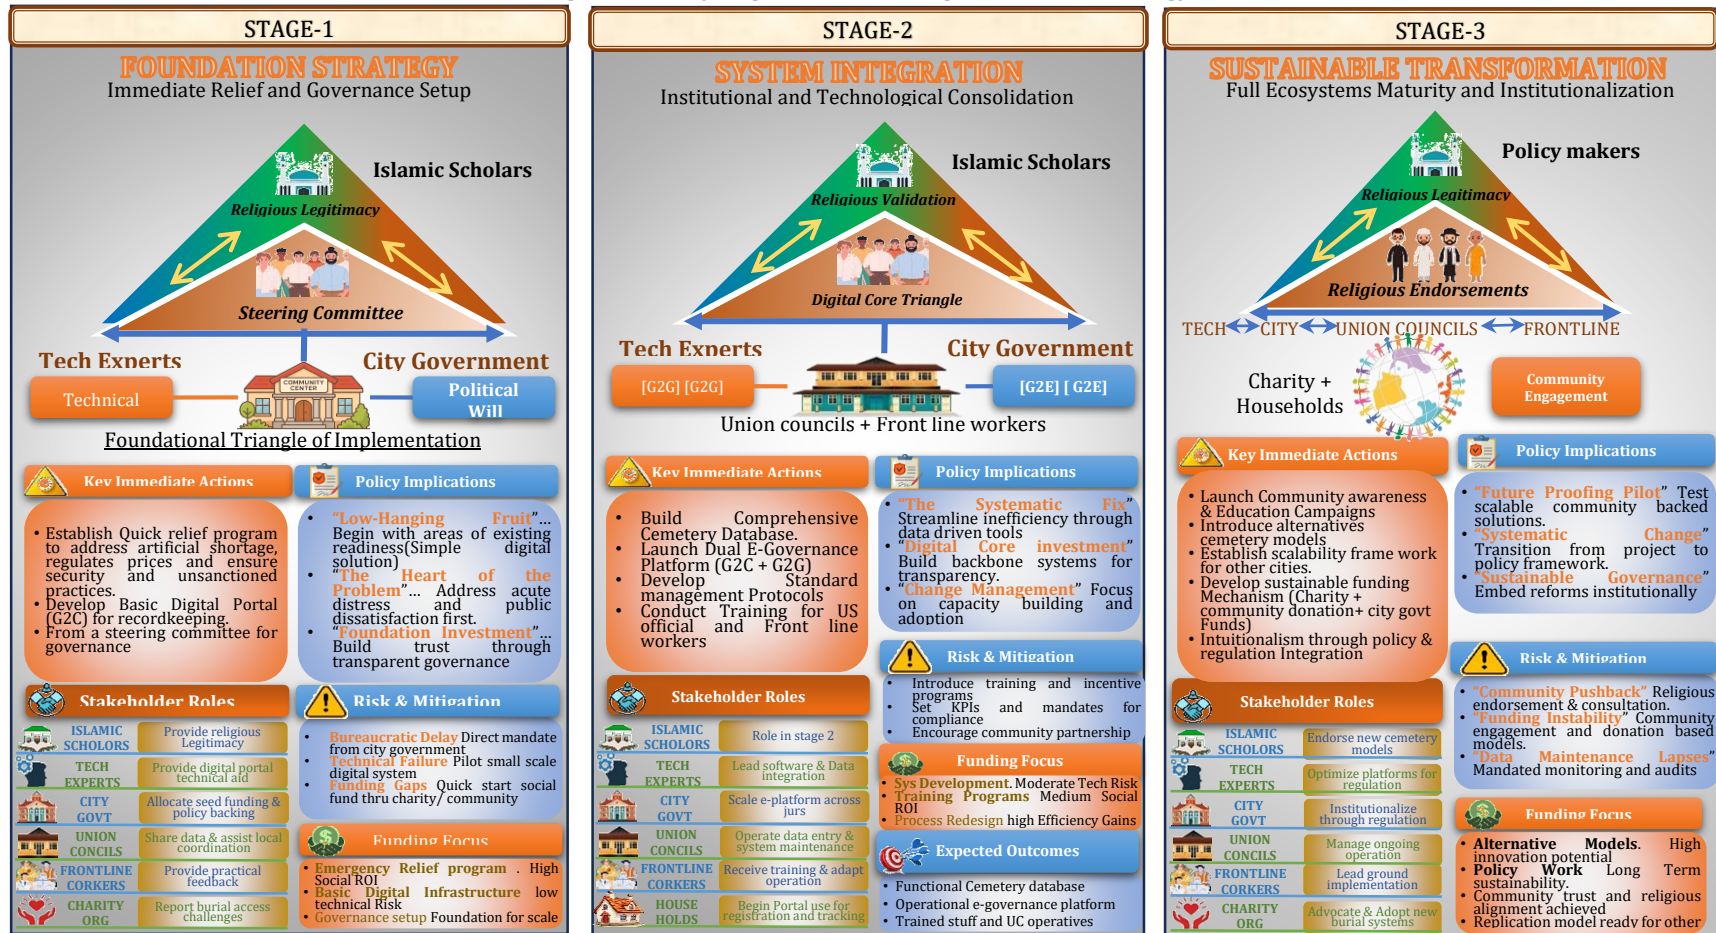 STAGE-1
FOUNDATION STRATEGY
Immediate Relief and Governance Setup
Islamic Scholars
Religious Legitimacy
Steering Committee
Tech Experts
City Government
COMMUNITY
CENTER
Technical
Political
Will
Foundational Triangle of Implementation
Key Immediate Actions
• Establish Quick relief program
to address artificial shortage,
regulates prices and ensure
security and unsanctioned
practices.
• Develop Basic Digital Portal
(G2C) for recordkeeping.
• From a steering committee for
governance
Policy Implications
• “Low-Hanging Fruit”...
Begin with areas of existing
readiness(Simple digital
solution)
• “The Heart of the
Problem”... Address acute
distress and public
dissatisfaction first.
• “Foundation Investment”...
Build trust through
transparent governance
Stakeholder Roles
ISLAMIC
SCHOLORS
Provide religious
Legitimacy
TECH
EXPERTS
Provide digital portal
technical aid
CITY
GOVT
Allocate seed funding &
policy backing
UNION
CONCILS
Share data & assist local
coordination
FRONTLINE
CORKERS
Provide practical
feedback
CHARITY
ORG
Report burial access
challenges
Risk & Mitigation
• Bureaucratic Delay Direct mandate
from city government
• Technical Failure Pilot small scale
digital system
• Funding Gaps Quick start social
fund thru charity/ community
Funding Focus
• Emergency Relief program . High
Social ROI
• Basic Digital Infrastructure low
technical Risk
• Governance setup Foundation for scale
STAGE-2
SYSTEM INTEGRATION
Institutional and Technological Consolidation
Islamic Scholars
Religious Validation
Digital Core Triangle
Tech Experts
City Government
[G2G] [G2G]
[G2E] [ G2E]
Union councils + Front line workers
Key Immediate Actions
• Build Comprehensive
Cemetery Database.
• Launch Dual E-Governance
Platform (G2C + G2G)
• Develop Standard
management Protocols
• Conduct Training for US
official and Front line
workers
Policy Implications
• “The Systematic Fix”
Streamline inefficiency through
data driven tools
• “Digital Core investment”
Build backbone systems for
transparency.
• “Change Management” Focus
on capacity building and
adoption
Risk & Mitigation
• Introduce training and incentive
programs
• Set KPIs and mandates for
compliance
• Encourage community partnership
Stakeholder Roles
ISLAMIC
SCHOLORS
Role in stage 2
TECH
EXPERTS
Lead software & Data
integration
CITY
GOVT
Scale e-platform across
jurs
UNION
CONCILS
Operate data entry &
system maintenance
FRONTLINE
CORKERS
Receive training & adapt
operation
HOUSE
HOLDS
Begin Portal use for
registration and tracking
Funding Focus
• Sys Development. Moderate Tech Risk
• Training Programs Medium Social
ROI
• Process Redesign high Efficiency Gains
Expected Outcomes
• Functional Cemetery database
• Operational e-governance platform
• Trained stuff and UC operatives
STAGE-3
SUSTAINABLE TRANSFORMATION
Full Ecosystems Maturity and Institutionalization
Policy makers
Religious Legitimacy
Religious Endorsements
TECH CITY UNION COUNCILS FRONTLINE
Charity +
Households
Community
Engagement
Key Immediate Actions
• Launch Community awareness
& Education Campaigns
• Introduce alternatives
cemetery models
• Establish scalability frame work
for other cities.
• Develop sustainable funding
Mechanism (Charity +
community donation+ city govt
Funds)
• Intuitionalism through policy &
regulation Integration
Policy Implications
• “Future Proofing Pilot” Test
scalable community backed
solutions.
• “Systematic Change”
Transition from project to
policy framework.
• “Sustainable Governance”
Embed reforms institutionally
Risk & Mitigation
• “Community Pushback” Religious
endorsement & consultation.
• “Funding Instability” Community
engagement and donation based
models.
• “Data Maintenance Lapses”
Mandated monitoring and audits
Stakeholder Roles
ISLAMIC
SCHOLORS
Endorse new cemetery
models
TECH
EXPERTS
Optimize platforms for
regulation
CITY
GOVT
Institutionalize
through regulation
UNION
CONCILS
Manage ongoing
operation
FRONTLINE
CORKERS
Lead ground
implementation
CHARITY
ORG
Advocate & Adopt new
burial systems
Funding Focus
• Alternative Models. High
innovation potential
• Policy Work Long Term
sustainability.
• Community trust and religious
alignment achieved
• Replication model ready for other